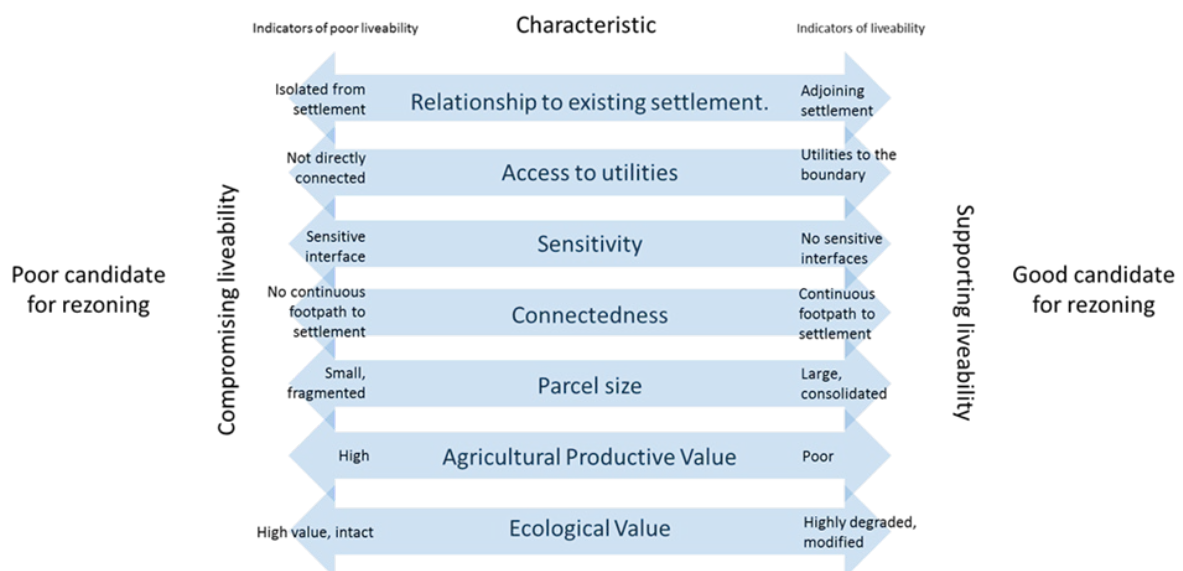 Indicators of poor liveability
Characteristic
Indicators of liveability
Isolated from
settlement
Relationship to existing settlement.
Adjoining
settlement
Not directly
connected
Access to utilities
Utilities to the
boundary
Sensitive
interface
Sensitivity
No sensitive
interfaces
No continuous
footpath to
settlement
Connectedness
Continuous
footpath to
settlement
Small,
fragmented
Parcel size
Large,
consolidated
High
Agricultural Productive Value
Poor
High value, intact
Ecological Value
Highly degraded,
modified
Poor candidate
for rezoning
Compromising liveability
Supporting liveability
Good candidate
for rezoning